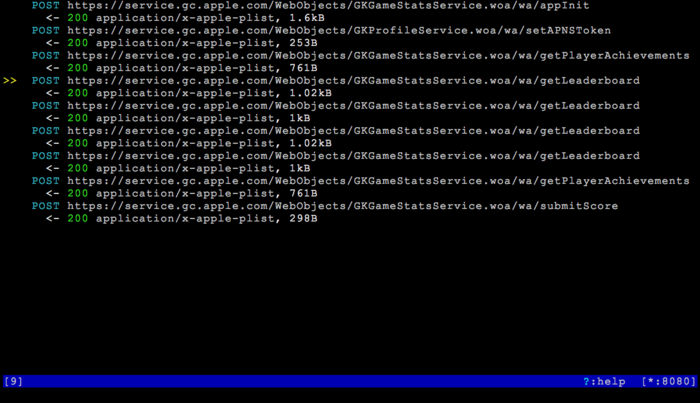 POST https://service.gc.apple.com/WebObjects/GKGameStatsService.woa/wa/appInit
<- 200 application/x-apple-plist, 1.6kB
POST https://service.gc.apple.com/WebObjects/GKProfileService.woa/wa/setAPNSToken
<- 200 application/x-apple-plist, 253B
POST https://service.gc.apple.com/WebObjects/GKGameStatsService.woa/wa/getPlayerAchievements
<- 200 application/x-apple-plist, 761B
>> POST https://service.gc.apple.com/WebObjects/GKGameStatsService.woa/wa/getLeaderboard
<- 200 application/x-apple-plist, 1.02kB
POST https://service.gc.apple.com/WebObjects/GKGameStatsService.woa/wa/getLeaderboard
<- 200 application/x-apple-plist, 1kB
POST https://service.gc.apple.com/WebObjects/GKGameStatsService.woa/wa/getLeaderboard
<- 200 application/x-apple-plist, 1.02kB
POST https://service.gc.apple.com/WebObjects/GKGameStatsService.woa/wa/getLeaderboard
<- 200 application/x-apple-plist, 1kB
POST https://service.gc.apple.com/WebObjects/GKGameStatsService.woa/wa/getPlayerAchievements
<- 200 application/x-apple-plist, 761B
POST https://service.gc.apple.com/WebObjects/GKGameStatsService.woa/wa/submitScore
<- 200 application/x-apple-plist, 298B
[9] ?:help [*:8080]